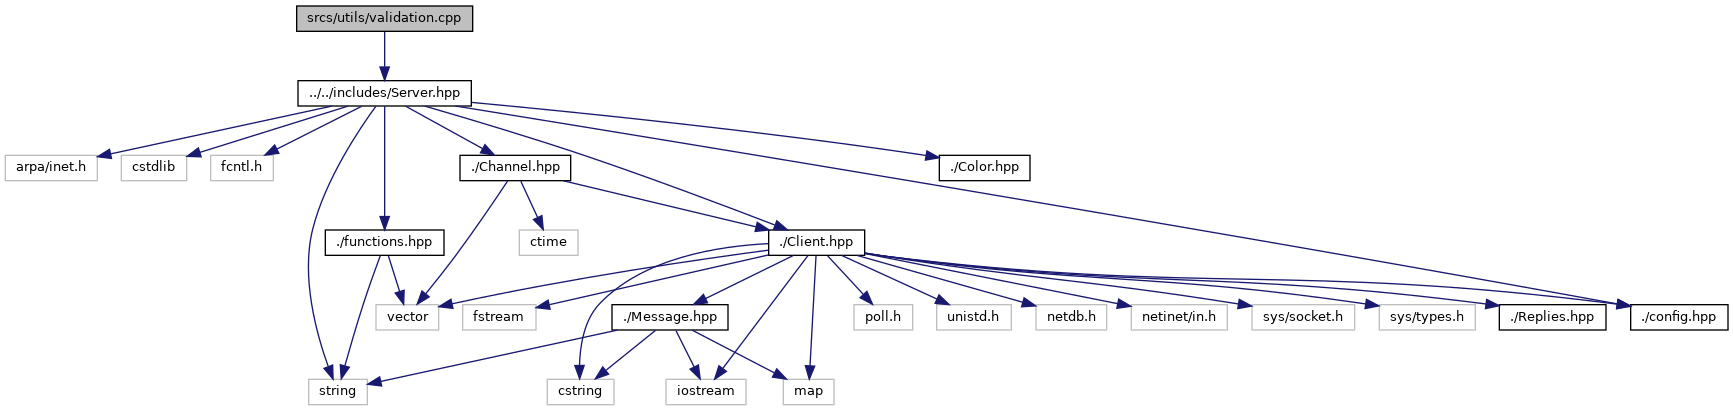 srcs/utils/validation.cpp
../../includes/Server.hpp
arpa/inet.h
cstdlib
fcntl.h
./Channel.hpp
./Color.hpp
./functions.hpp
ctime
./Client.hpp
vector
fstream
./Message.hpp
poll.h
unistd.h
netdb.h
netinet/in.h
sys/socket.h
sys/types.h
./Replies.hpp
./config.hpp
string
cstring
iostream
map